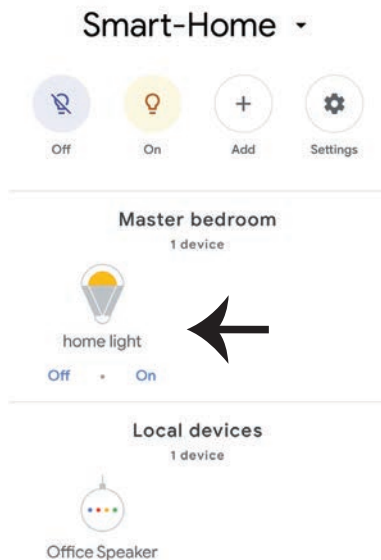 Smart-Home
Off On Add Settings
Master bedroom
1 device
home light
Off • On
Local devices
1 device
Office Speaker